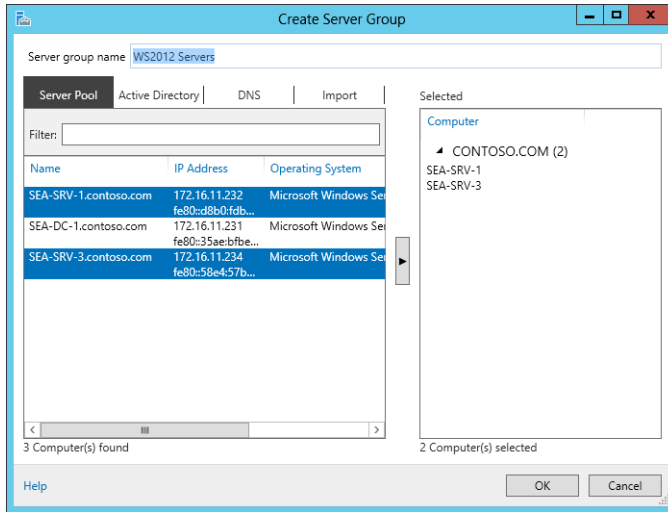 Create Server Group
Server group name WS2012 Servers
Server Pool Active Directory DNS Import
Selected
Filter:
Name IP Address Operating System
SEA-SRV-1.contoso.com 172.16.11.232 Microsoft Windows Ser
fe80::d8b0:fdb...
SEA-DC-1.contoso.com 172.16.11.231 Microsoft Windows Ser
fe80::35ae:bfbe...
SEA-SRV-3.contoso.com 172.16.11.234 Microsoft Windows Ser
fe80::58e4:57b...
3 Computer(s) found
Computer
CONTOSO.COM (2)
SEA-SRV-1
SEA-SRV-3
2 Computer(s) selected
Help
OK Cancel